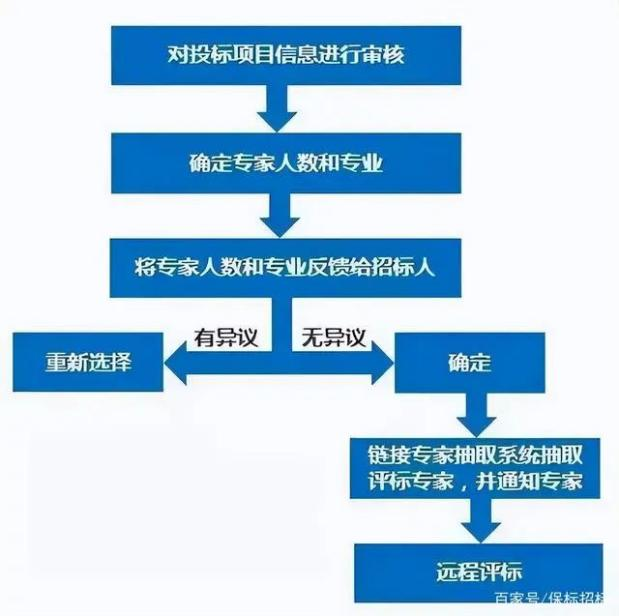 对投标项目信息进行审核
确定专家人数和专业
将专家人数和专业反馈给招标人
有异议
无异议
重新选择
确定
链接专家抽取系统抽取
评标专家，并通知专家
远程评标
百家号/保标招标